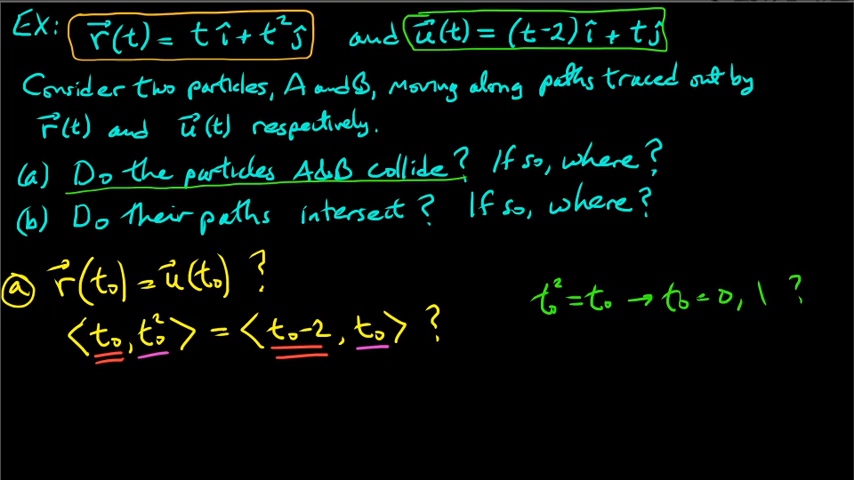 Ex: r⃗(t) = t î + t² ĵ and u⃗(t) = (t-2) î + t ĵ
Consider two particles, A and B, moving along paths traced out by
r⃗(t) and u⃗(t) respectively.
(a) Do the particles A&B collide? If so, where?
(b) Do their paths intersect? If so, where?
ⓐ r⃗(t₀) = u⃗(t₀) ?
t₀² = t₀ → t₀ = 0, 1 ?
<t₀, t₀²> = <t₀-2, t₀> ?